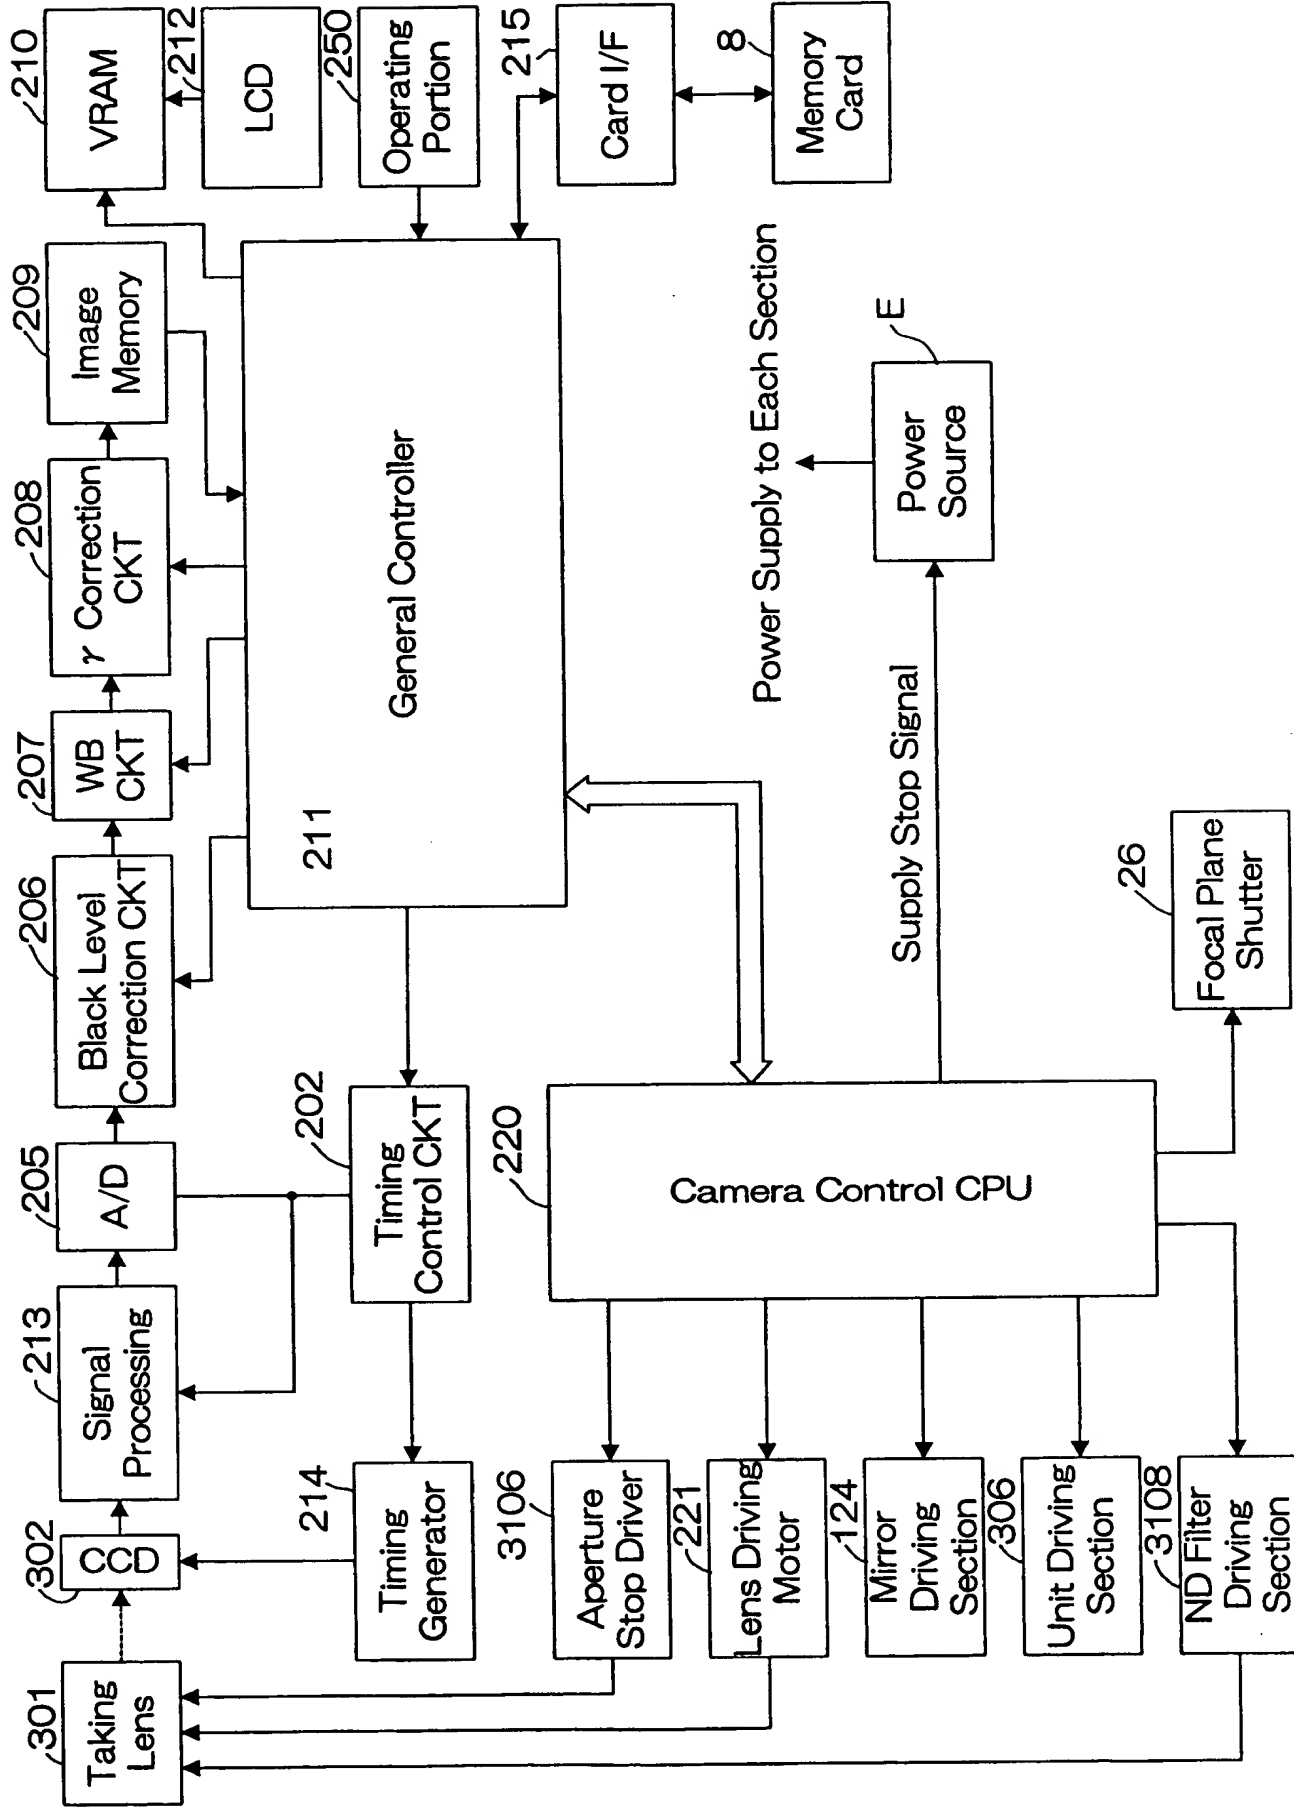 301
Taking
Lens
302
CCD
213
Signal
Processing
205
A/D
206
Black Level
Correction CKT
207
WB
CKT
208
γ Correction
CKT
209
Image
Memory
210
VRAM
212
LCD
250
Operating
Portion
215
Card I/F
8
Memory
Card
211
General Controller
202
Timing
Control CKT
214
Timing
Generator
220
Camera Control CPU
3106
Aperture
Stop Driver
221
Lens Driving
Motor
124
Mirror
Driving
Section
306
Unit Driving
Section
3108
ND Filter
Driving
Section
26
Focal Plane
Shutter
Supply Stop Signal
Power Supply to Each Section
E
Power
Source